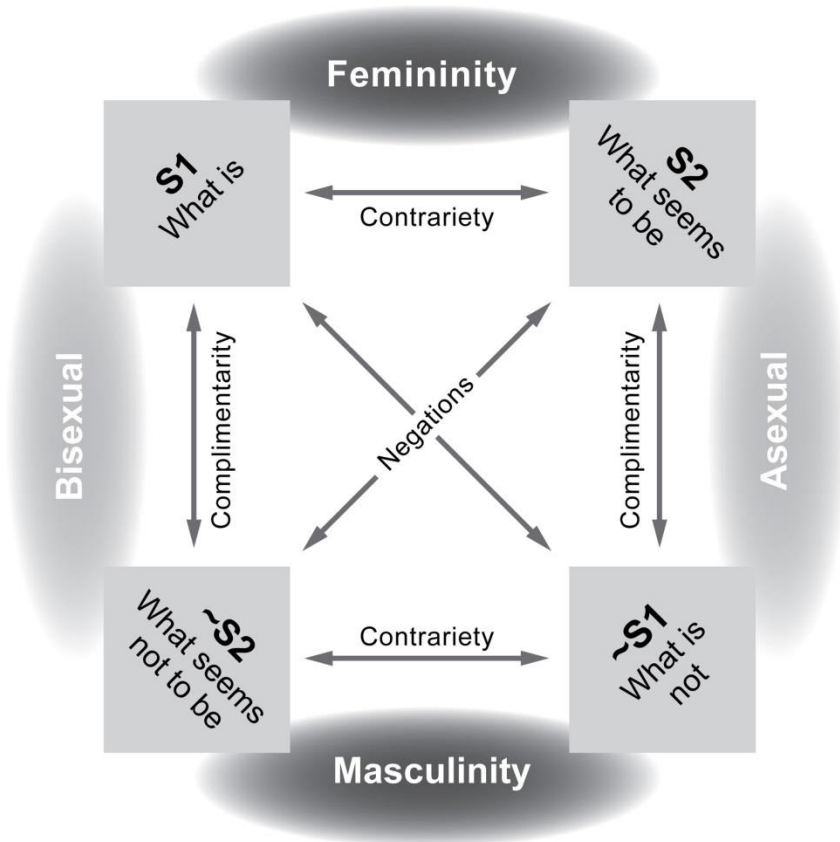 Femininity
S1
What is
S2
What seems
to be
Contrariety
Bisexual
Complimentarity
Negations
Complimentarity
Asexual
~S2
What seems
not to be
Contrariety
~S1
What is
not
Masculinity